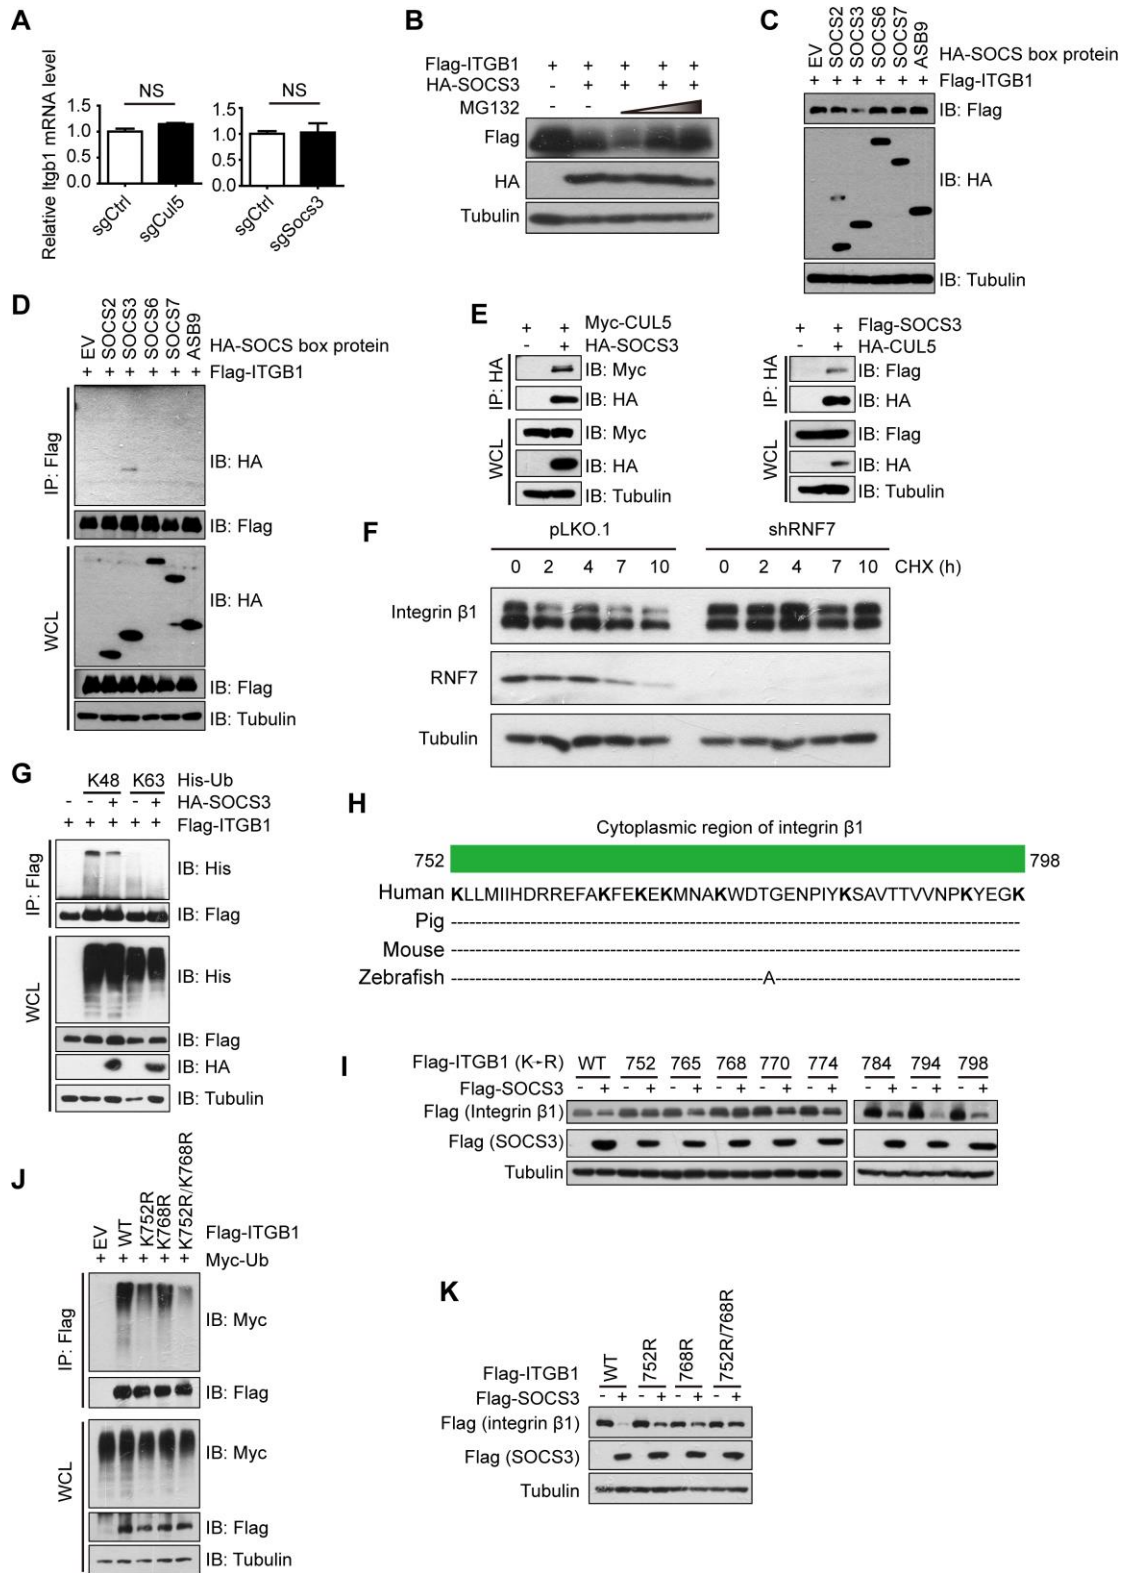 A
Relative Itgb1 mRNA level
NS
1.5
1.0
0.5
0.0
sgCtrl
sgCul5
NS
1.5
1.0
0.5
0.0
sgCtrl
sgSocs3
B
Flag-ITGB1 + + + + +
HA-SOCS3 - + + + +
MG132 - -
Flag
HA
Tubulin
C
EV SOCS2 SOCS3 SOCS6 SOCS7 ASB9 HA-SOCS box protein
+ + + + + + Flag-ITGB1
IB: Flag
IB: HA
IB: Tubulin
D
EV SOCS2 SOCS3 SOCS6 SOCS7 ASB9 HA-SOCS box protein
+ + + + + + Flag-ITGB1
IP: Flag
IB: HA
IB: Flag
WCL
IB: HA
IB: Flag
IB: Tubulin
E
+ + Myc-CUL5
- + HA-SOCS3
IP: HA
IB: Myc
IB: HA
WCL
IB: Myc
IB: HA
IB: Tubulin
+ + Flag-SOCS3
- + HA-CUL5
IP: HA
IB: Flag
IB: HA
WCL
IB: Flag
IB: HA
IB: Tubulin
F
pLKO.1 shRNF7
0 2 4 7 10 0 2 4 7 10 CHX (h)
Integrin β1
RNF7
Tubulin
G
K48 K63 His-Ub
- - + - + HA-SOCS3
+ + + + + Flag-ITGB1
IP: Flag
IB: His
IB: Flag
WCL
IB: His
IB: Flag
IB: HA
IB: Tubulin
H
Cytoplasmic region of integrin β1
752 798
Human KLLMIIHDRREFAKFEKEKMNAKWDTGENPIYKSAVTTVVNPKYEGK
Pig
Mouse
Zebrafish A
I
Flag-ITGB1 (K→R) WT 752 765 768 770 774 784 794 798
Flag-SOCS3 - + - + - + - + - + - + - + - + - +
Flag (Integrin β1)
Flag (SOCS3)
Tubulin
J
EV WT K752R K768R K752R/K768R Flag-ITGB1
+ + + + + Myc-Ub
IP: Flag
IB: Myc
IB: Flag
WCL
IB: Myc
IB: Flag
IB: Tubulin
K
Flag-ITGB1 WT 752R 768R 752R/768R
Flag-SOCS3 - + - + - + - +
Flag (integrin β1)
Flag (SOCS3)
Tubulin